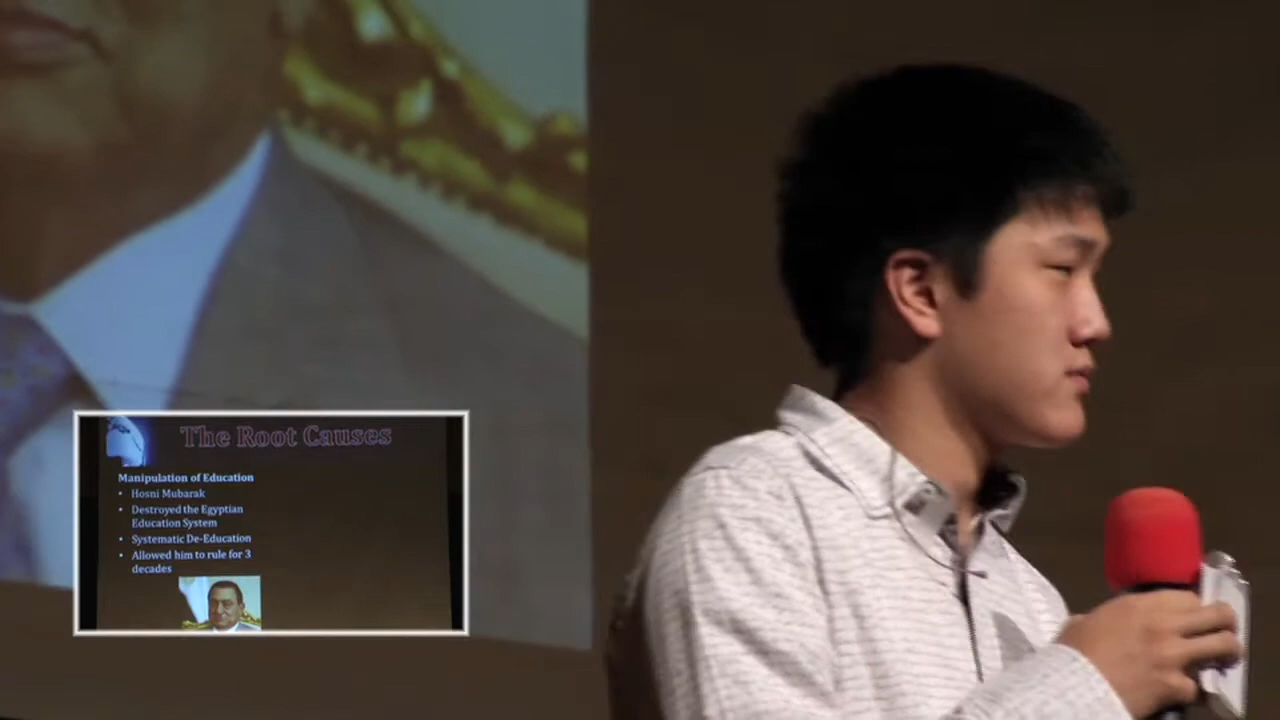 The Root Causes
Manipulation of Education
• Hosni Mubarak
• Destroyed the Egyptian
Education System
• Systematic De-Education
• Allowed him to rule for 3
decades